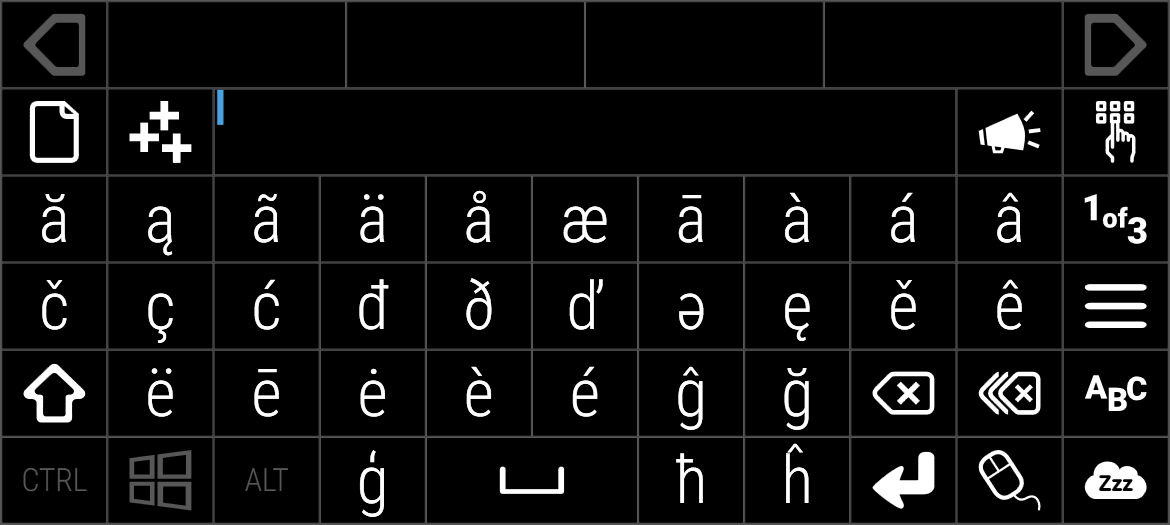 ă ą ã ä å æ ā à á â 1of3
č ç ć đ ð ď ə ę ě ê
ë ē ė è é ĝ ğ ABC
CTRL ALT ģ ħ ĥ Zzz